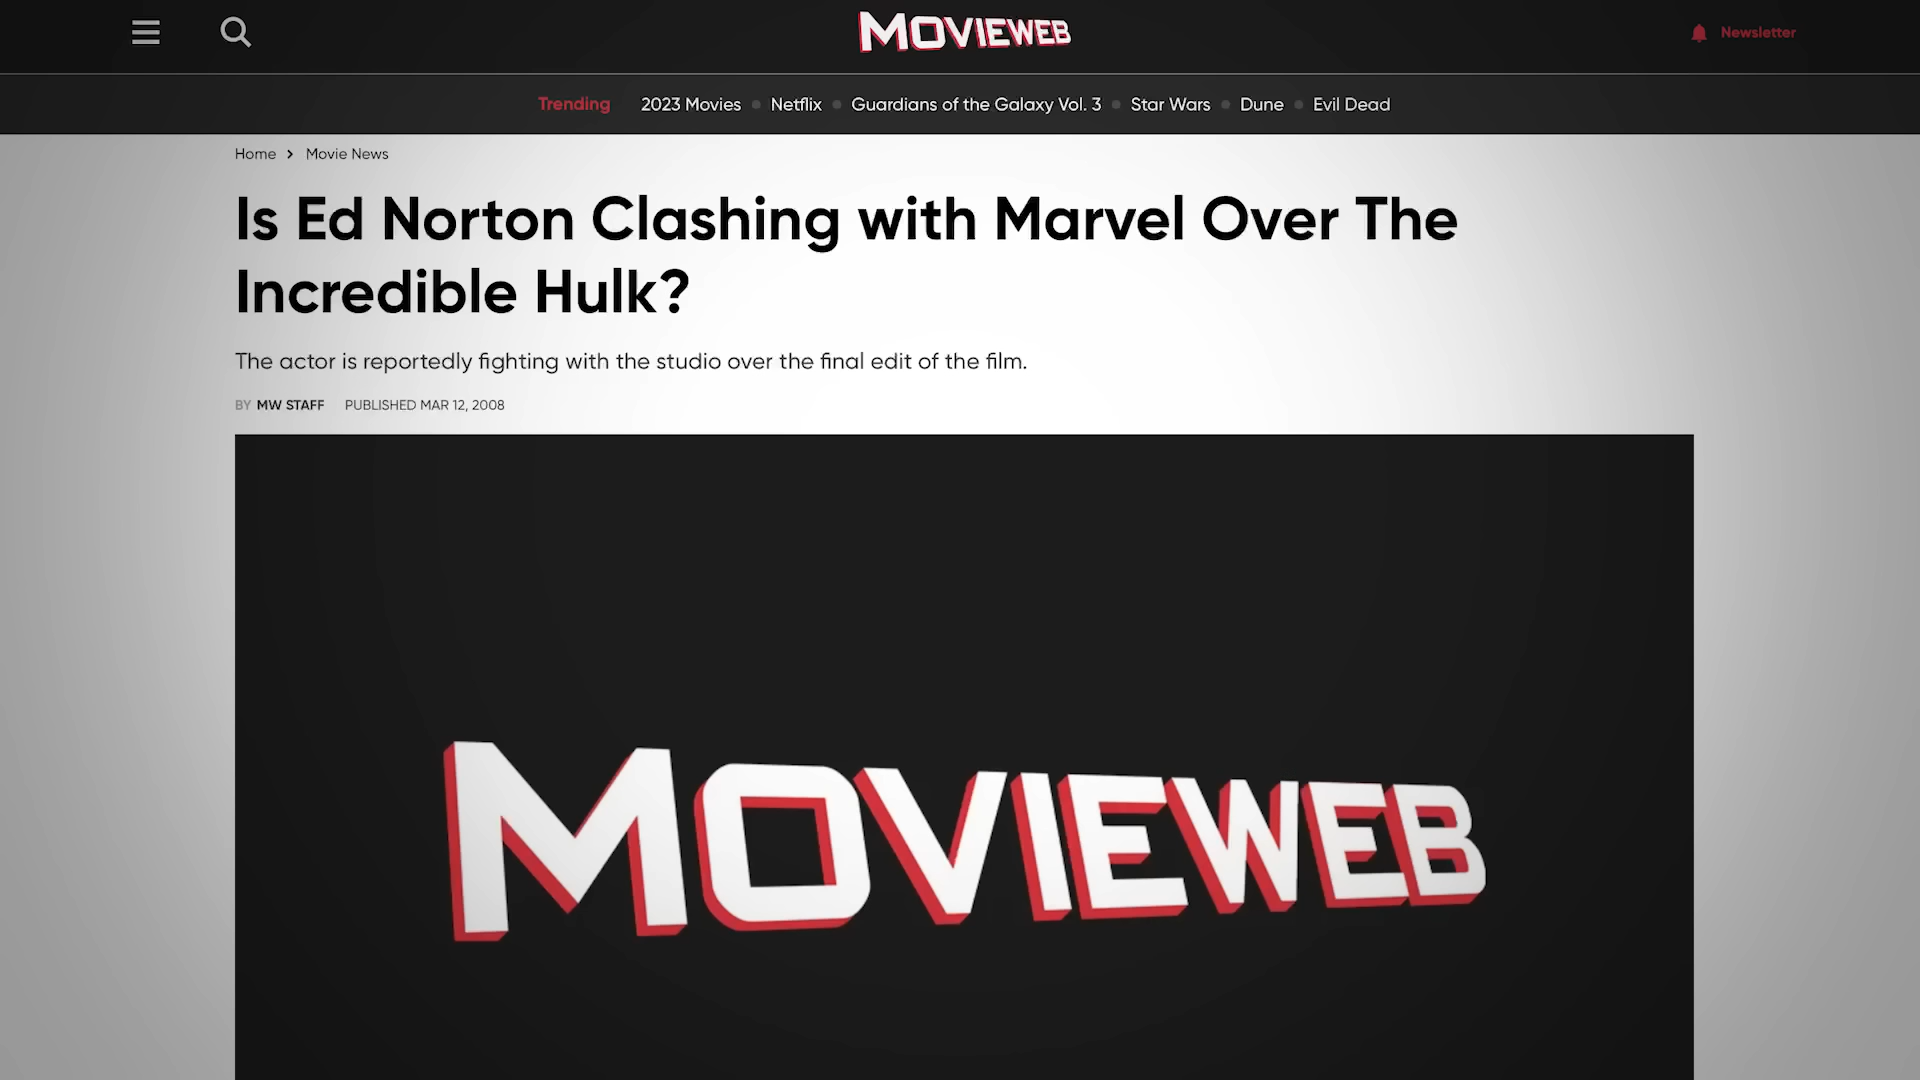 MOVIEWEB
Newsletter
Trending 2023 Movies Netflix Guardians of the Galaxy Vol. 3 Star Wars Dune Evil Dead
Home > Movie News
Is Ed Norton Clashing with Marvel Over The
Incredible Hulk?
The actor is reportedly fighting with the studio over the final edit of the film.
BY MW STAFF PUBLISHED MAR 12, 2008
MOVIEWEB